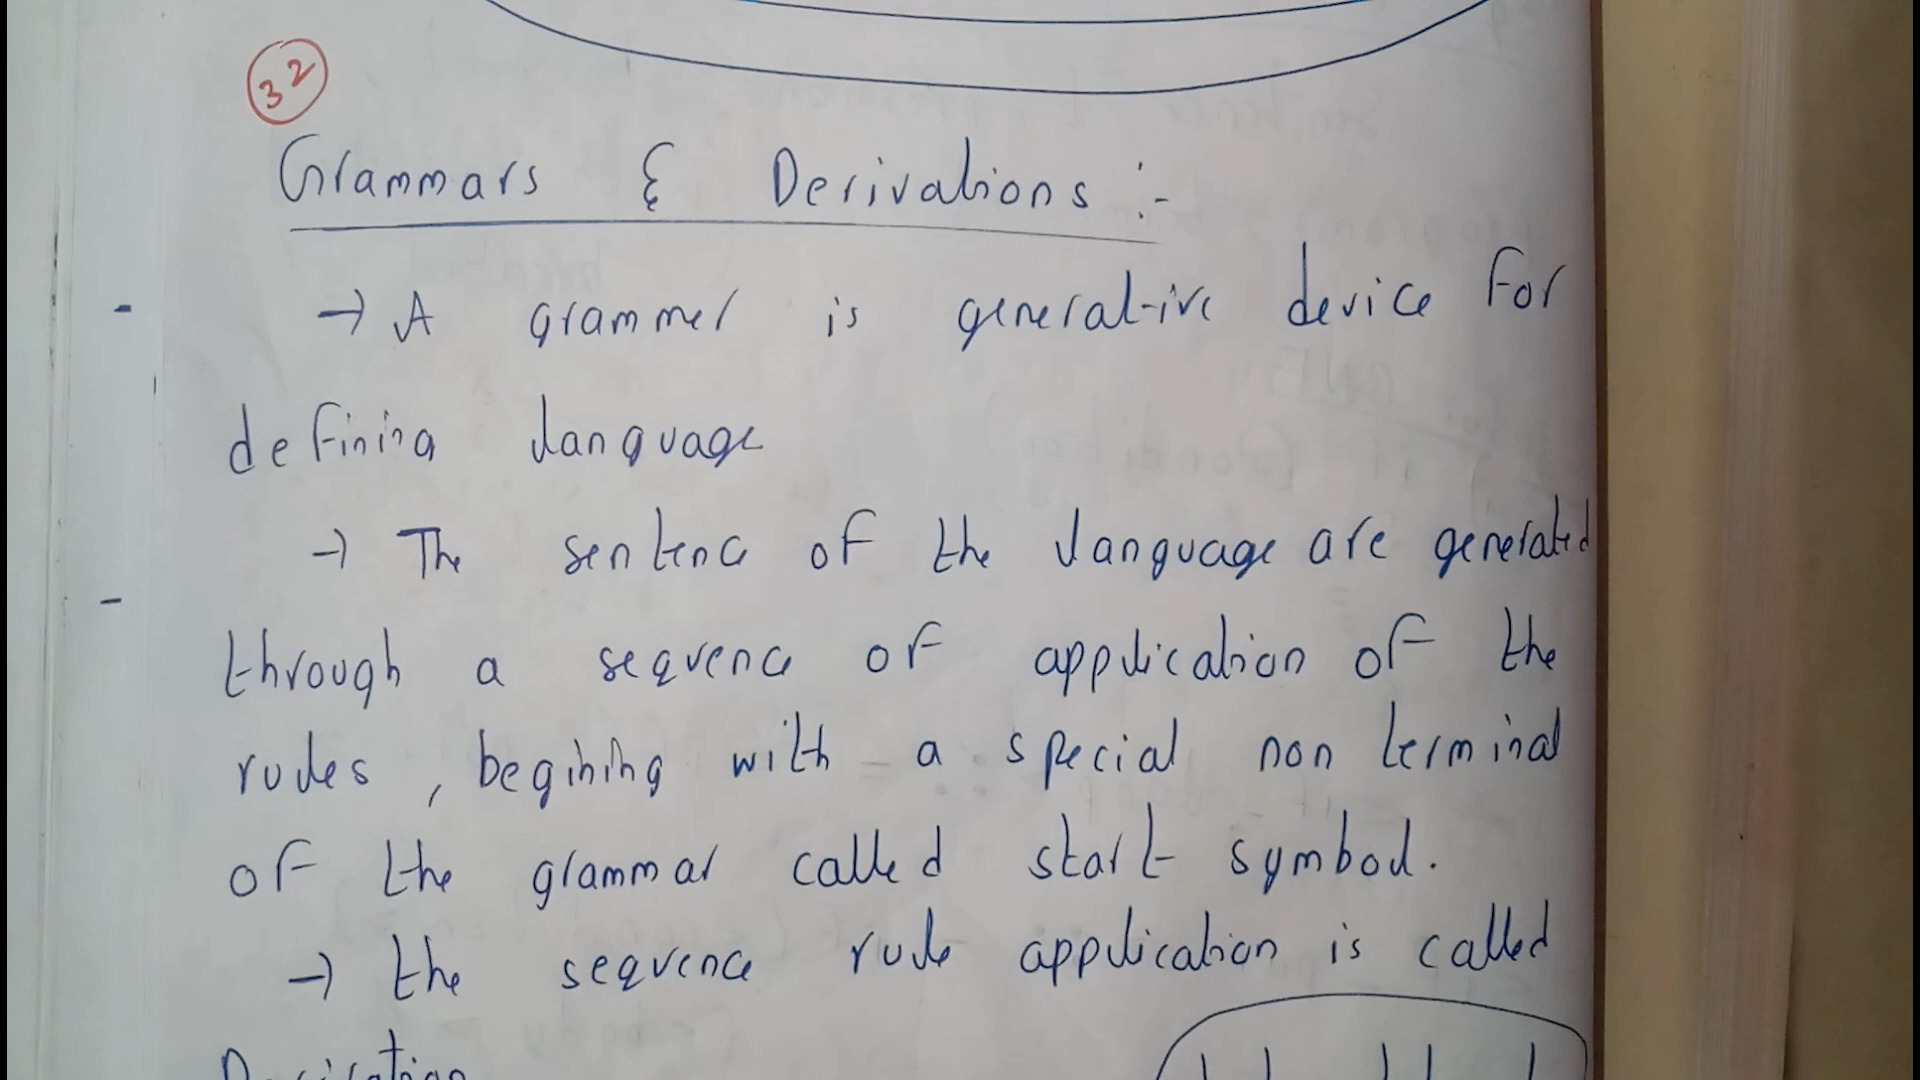 32
Grammars & Derivations :-
→ A grammer is generative device for
defining language
→ The sentence of the language are generated
through a sequence of application of the
rules, begining with a special non terminal
of the grammar called start symbol.
→ the sequence rule application is called
Derivation